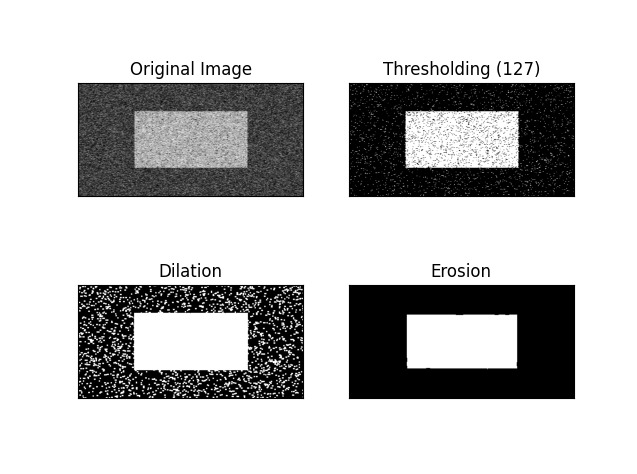 Original Image
Thresholding (127)
Dilation
Erosion